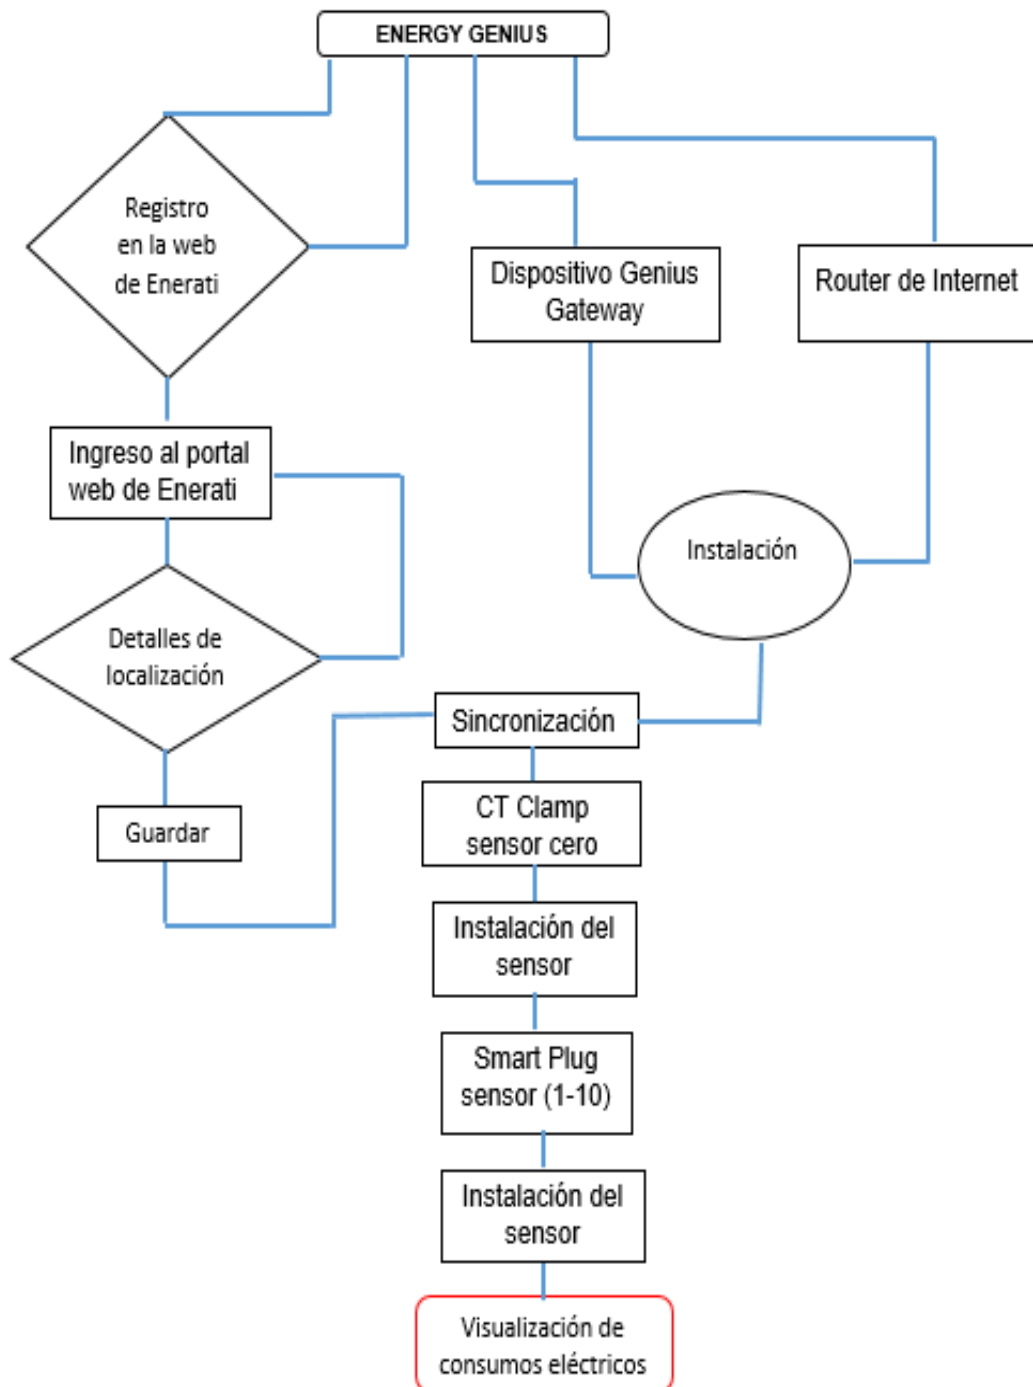 ENERGY GENIUS
Registro
en la web
de Enerati
Dispositivo Genius
Gateway
Router de Internet
Ingreso al portal
web de Enerati
Instalación
Detalles de
localización
Sincronización
CT Clamp
sensor cero
Guardar
Instalación del
sensor
Smart Plug
sensor (1-10)
Instalación del
sensor
Visualización de
consumos eléctricos